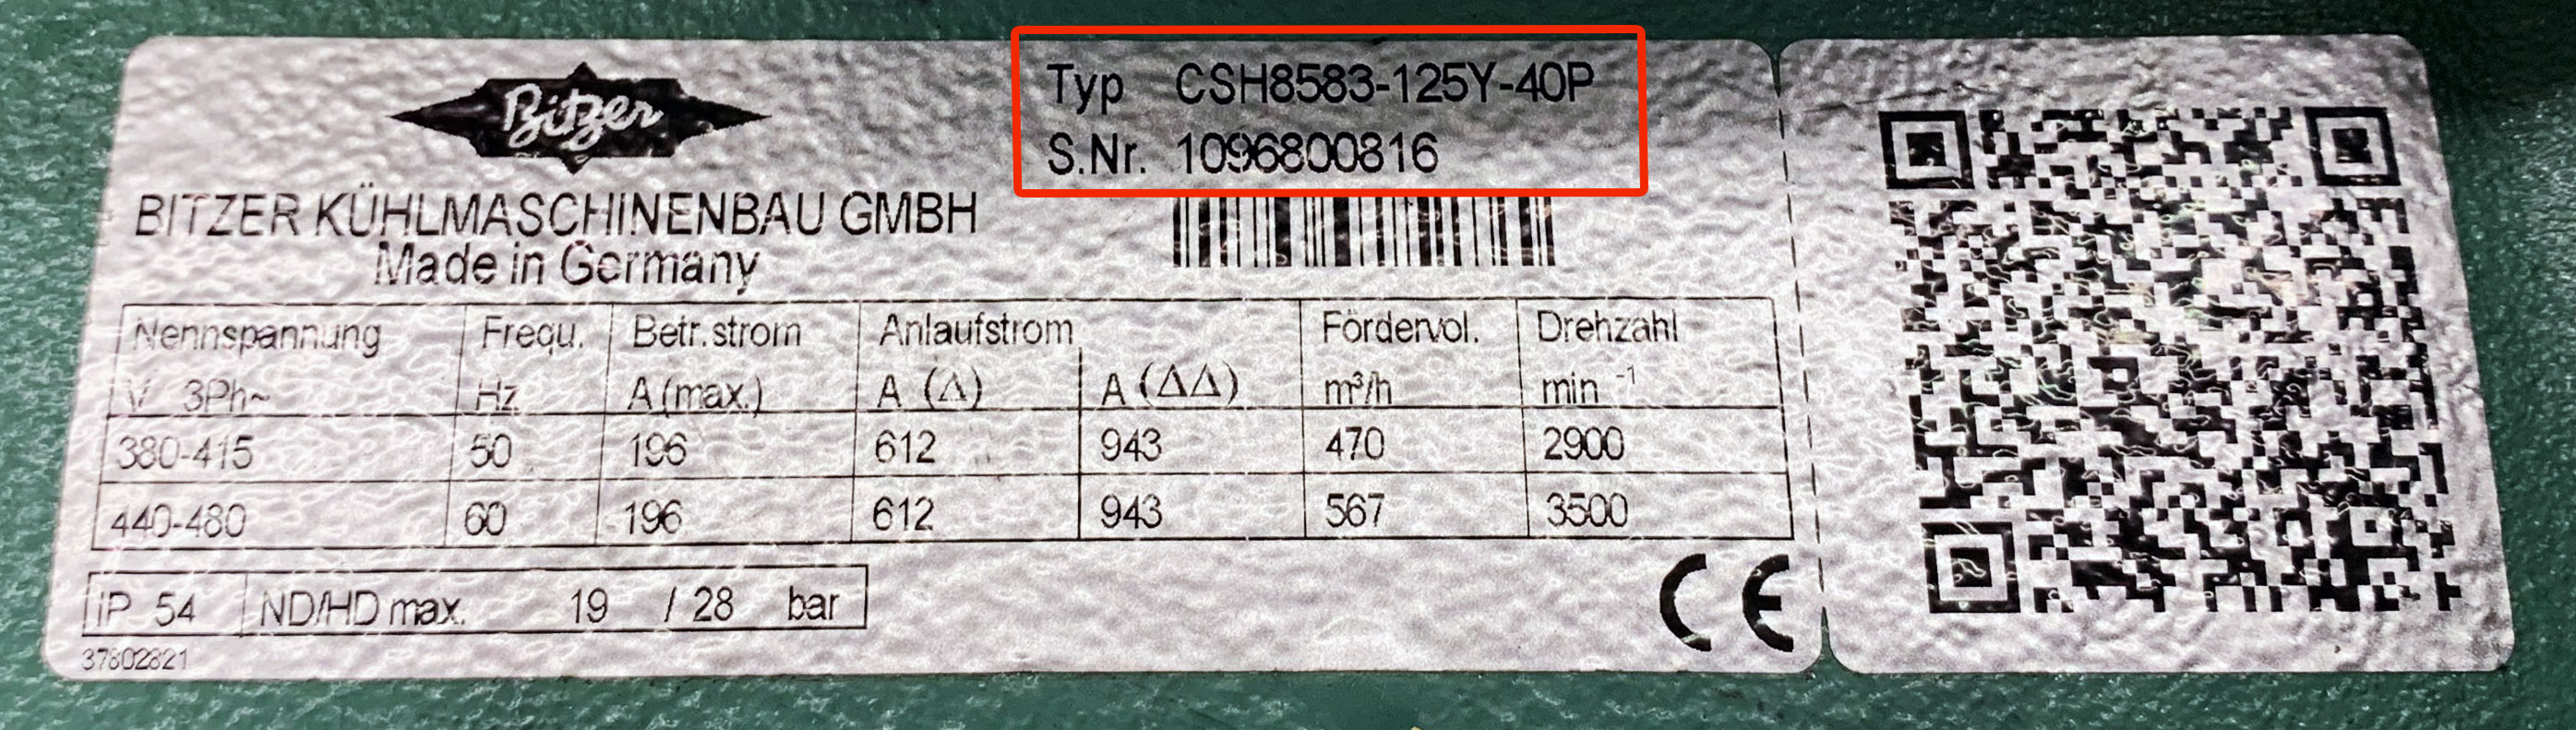 Bitzer
BITZER KÜHLMASCHINENBAU GMBH
Made in Germany
Typ CSH8583-125Y-40P
S.Nr. 1096800816
Nennspannung Frequ. Betr.strom Anlaufstrom Fördervol. Drehzahl
V 3Ph~ Hz A (max.) A (Δ) A (ΔΔ) m³/h min ⁻¹
380-415 50 196 612 943 470 2900
440-480 60 196 612 943 567 3500
IP 54 ND/HD max. 19 / 28 bar
CE
37802821